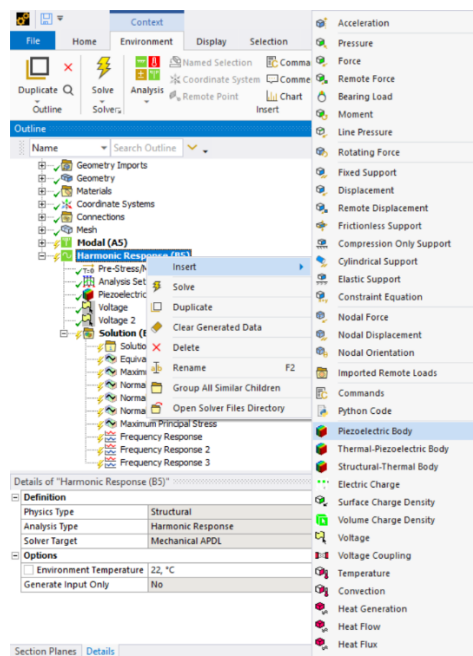 Context
File Home Environment Display Selection
Duplicate
Outline
Solve
Solver
Analysis
Named Selection
Coordinate System
Remote Point
Comma
Comme
Chart
Insert
Outline
Name
Search Outline
Geometry Imports
Geometry
Materials
Coordinate Systems
Connections
Mesh
Modal (A5)
Harmonic Response (B5)
T=0 Pre-Stress/M
Analysis Set
Piezoelectric
Voltage
Voltage 2
Solution (B
Solutio
Equiva
Maxim
Norma
Norma
Norma
Maximum Principal Stress
Frequency Response
Frequency Response 2
Frequency Response 3
Insert
Solve
Duplicate
Clear Generated Data
Delete
Rename F2
Group All Similar Children
Open Solver Files Directory
Acceleration
Pressure
Force
Remote Force
Bearing Load
Moment
Line Pressure
Rotating Force
Fixed Support
Displacement
Remote Displacement
Frictionless Support
Compression Only Support
Cylindrical Support
Elastic Support
Constraint Equation
Nodal Force
Nodal Displacement
Nodal Orientation
Imported Remote Loads
Commands
Python Code
Piezoelectric Body
Thermal-Piezoelectric Body
Structural-Thermal Body
Electric Charge
Surface Charge Density
Volume Charge Density
Voltage
Voltage Coupling
Temperature
Convection
Heat Generation
Heat Flow
Heat Flux
Details of "Harmonic Response (B5)"
Definition
Physics Type Structural
Analysis Type Harmonic Response
Solver Target Mechanical APDL
Options
Environment Temperature 22, °C
Generate Input Only No
Section Planes Details